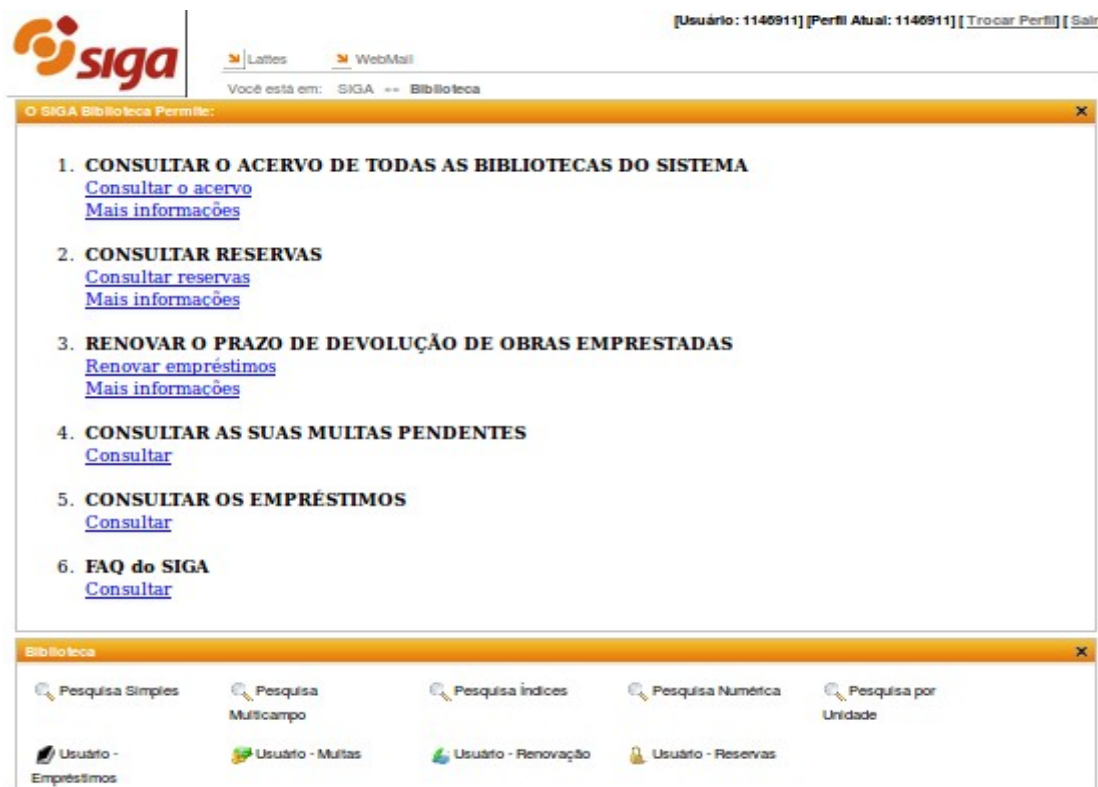 [Usuário: 1146911] [Perfil Atual: 1146911] [ Trocar Perfil] [ Sair
siga
Lattes WebMail
Você está em: SIGA ↔ Biblioteca
O SIGA Biblioteca Permite:
1. CONSULTAR O ACERVO DE TODAS AS BIBLIOTECAS DO SISTEMA
Consultar o acervo
Mais informações
2. CONSULTAR RESERVAS
Consultar reservas
Mais informações
3. RENOVAR O PRAZO DE DEVOLUÇÃO DE OBRAS EMPRESTADAS
Renovar empréstimos
Mais informações
4. CONSULTAR AS SUAS MULTAS PENDENTES
Consultar
5. CONSULTAR OS EMPRÉSTIMOS
Consultar
6. FAQ do SIGA
Consultar
Biblioteca
Pesquisa Simples
Pesquisa
Multicampo
Pesquisa Índices
Pesquisa Numérica
Pesquisa por
Unidade
Usuário -
Empréstimos
Usuário - Multas
Usuário - Renovação
Usuário - Reservas